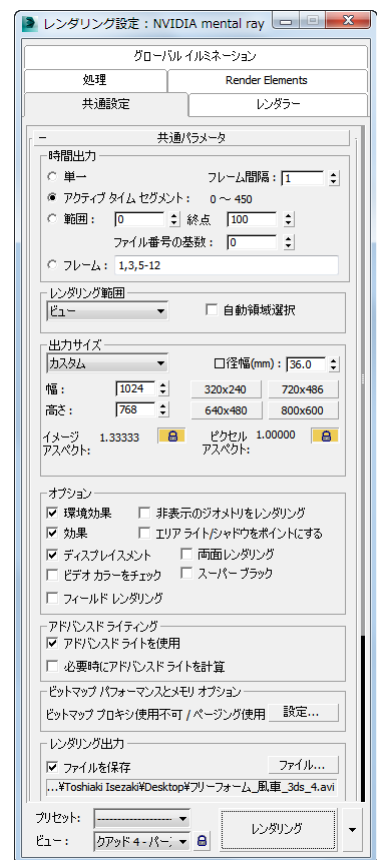 レンダリング設定：NVIDIA mental ray
グローバル イルミネーション
処理 Render Elements
共通設定 レンダラー
- 共通パラメータ
時間出力
単一 フレーム間隔： 1
アクティブ タイム セグメント： 0 ～ 450
範囲： 0 終点 100
ファイル番号の基数： 0
フレーム： 1,3,5-12
レンダリング範囲
ビュー 自動領域選択
出力サイズ
カスタム 口径幅(mm)： 36.0
幅： 1024 320x240 720x486
高さ： 768 640x480 800x600
イメージ アスペクト： 1.33333 ピクセル アスペクト： 1.00000
オプション
環境効果 非表示のジオメトリをレンダリング
効果 エリア ライト/シャドウをポイントにする
ディスプレイスメント 両面レンダリング
ビデオ カラーをチェック スーパー ブラック
フィールド レンダリング
アドバンスド ライティング
アドバンスド ライトを使用
必要時にアドバンスド ライトを計算
ビットマップ パフォーマンスとメモリ オプション
ビットマップ プロキシ使用不可 / ページング使用 設定...
レンダリング出力
ファイルを保存 ファイル...
...¥Toshiaki Isezaki¥Desktop¥フリーフォーム_風車_3ds_4.avi
プリセット： -------------------
ビュー： クアッド 4 - パー レンダリング